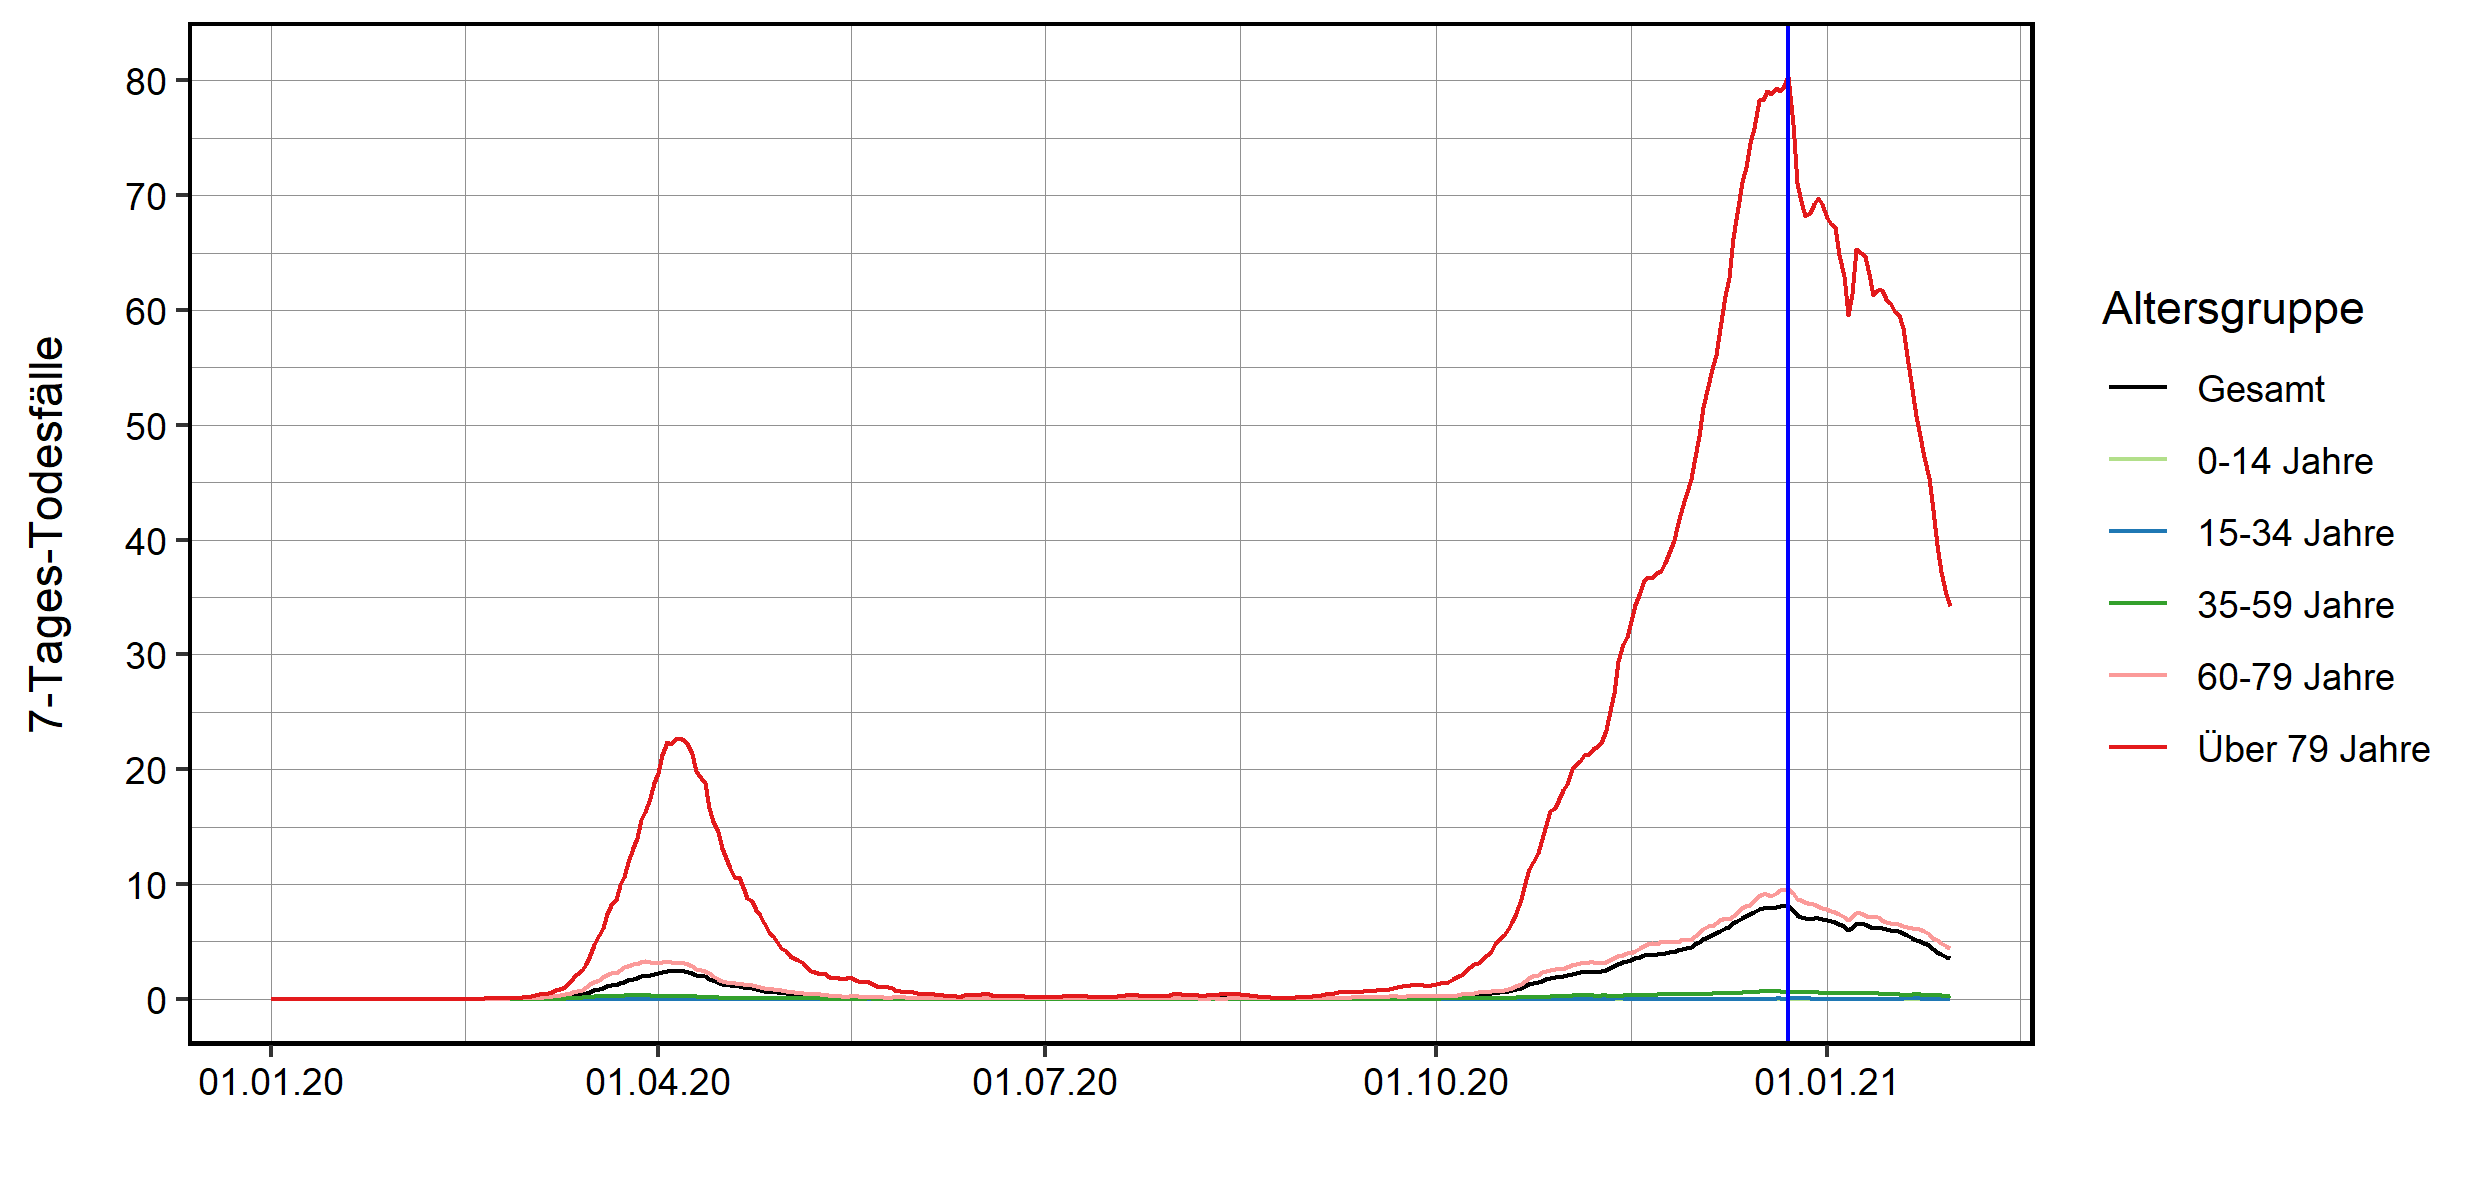 7-Tages-Todesfälle
80
70
60
50
40
30
20
10
0
01.01.20
01.04.20
01.07.20
01.10.20
01.01.21
Altersgruppe
Gesamt
0-14 Jahre
15-34 Jahre
35-59 Jahre
60-79 Jahre
Über 79 Jahre